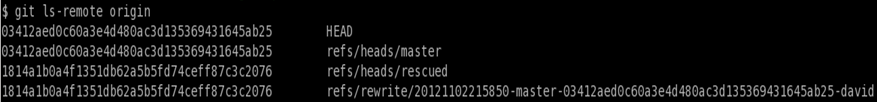 $ git ls-remote origin
03412aed0c60a3e4d480ac3d135369431645ab25 HEAD
03412aed0c60a3e4d480ac3d135369431645ab25 refs/heads/master
1814a1b0a4f1351db62a5b5fd74ceff87c3c2076 refs/heads/rescued
1814a1b0a4f1351db62a5b5fd74ceff87c3c2076 refs/rewrite/20121102215850-master-03412aed0c60a3e4d480ac3d135369431645ab25-david